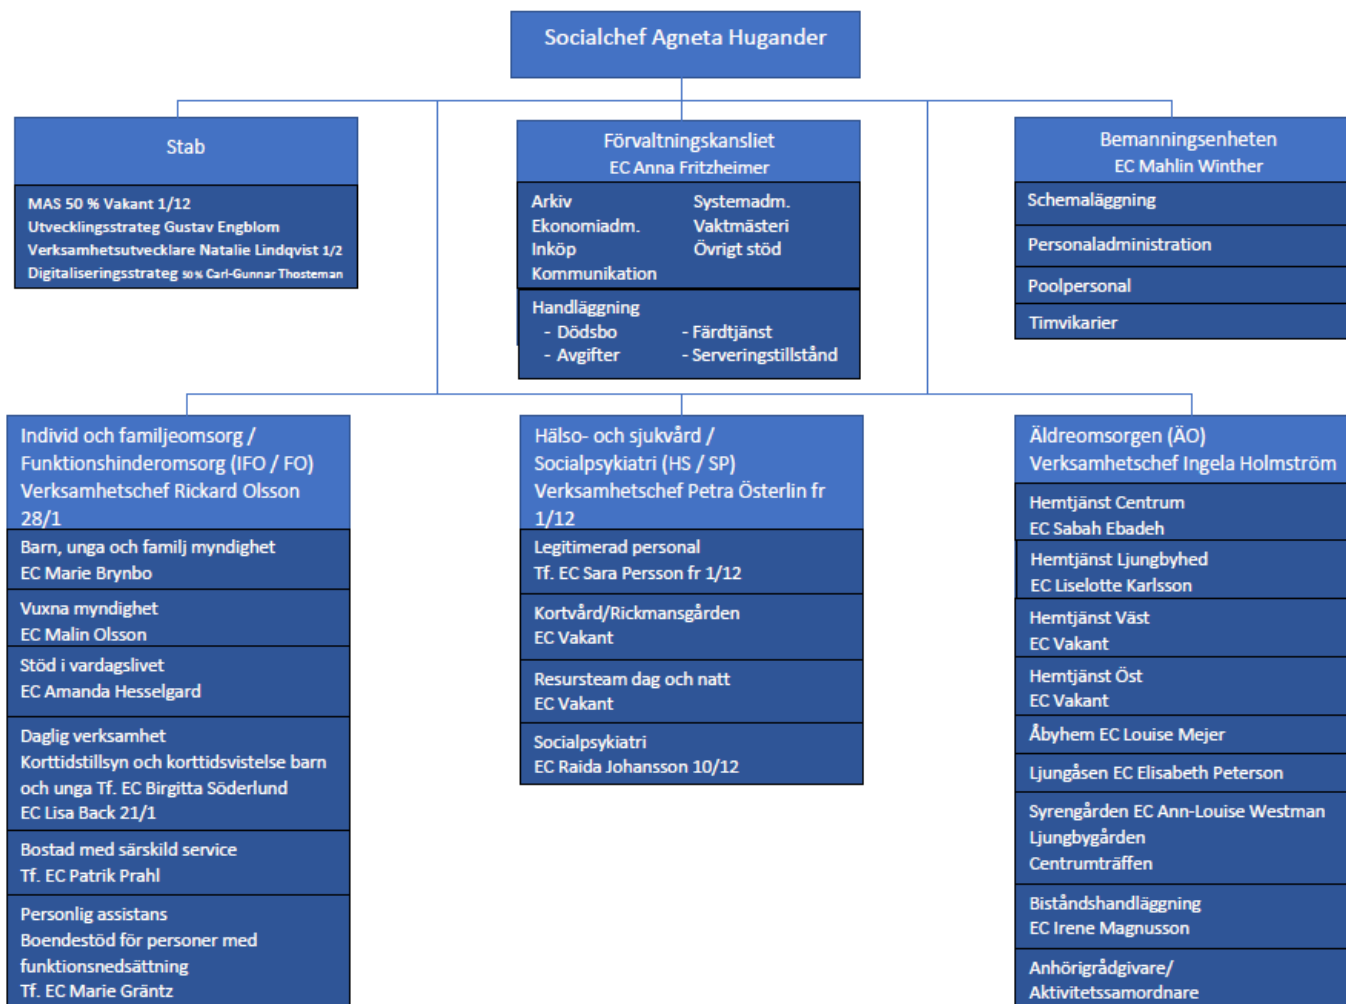 Socialchef Agneta Hugander
Stab
MAS 50 % Vakant 1/12
Utvecklingsstrateg Gustav Engblom
Verksamhetsutvecklare Natalie Lindqvist 1/2
Digitaliseringsstrateg 50 % Carl-Gunnar Thosteman
Förvaltningskansliet
EC Anna Fritzheimer
Arkiv Systemadm.
Ekonomiadm. Vaktmästeri
Inköp Övrigt stöd
Kommunikation
Handläggning
- Dödsbo - Färdtjänst
- Avgifter - Serveringstillstånd
Bemanningsenheten
EC Mahlin Winther
Schemaläggning
Personaladministration
Poolpersonal
Timvikarier
Individ och familjeomsorg /
Funktionshinderomsorg (IFO / FO)
Verksamhetschef Rickard Olsson
28/1
Barn, unga och familj myndighet
EC Marie Brynbo
Vuxna myndighet
EC Malin Olsson
Stöd i vardagslivet
EC Amanda Hesselgard
Daglig verksamhet
Korttidstillsyn och korttidsvistelse barn
och unga Tf. EC Birgitta Söderlund
EC Lisa Back 21/1
Bostad med särskild service
Tf. EC Patrik Prahl
Personlig assistans
Boendestöd för personer med
funktionsnedsättning
Tf. EC Marie Gräntz
Hälso- och sjukvård /
Socialpsykiatri (HS / SP)
Verksamhetschef Petra Österlin fr
1/12
Legitimerad personal
Tf. EC Sara Persson fr 1/12
Kortvård/Rickmansgården
EC Vakant
Resursteam dag och natt
EC Vakant
Socialpsykiatri
EC Raida Johansson 10/12
Äldreomsorgen (ÄO)
Verksamhetschef Ingela Holmström
Hemtjänst Centrum
EC Sabah Ebadeh
Hemtjänst Ljungbyhed
EC Liselotte Karlsson
Hemtjänst Väst
EC Vakant
Hemtjänst Öst
EC Vakant
Åbyhem EC Louise Mejer
Ljungåsen EC Elisabeth Peterson
Syrengården EC Ann-Louise Westman
Ljungbygården
Centrumträffen
Biståndshandläggning
EC Irene Magnusson
Anhörigrådgivare/
Aktivitetssamordnare